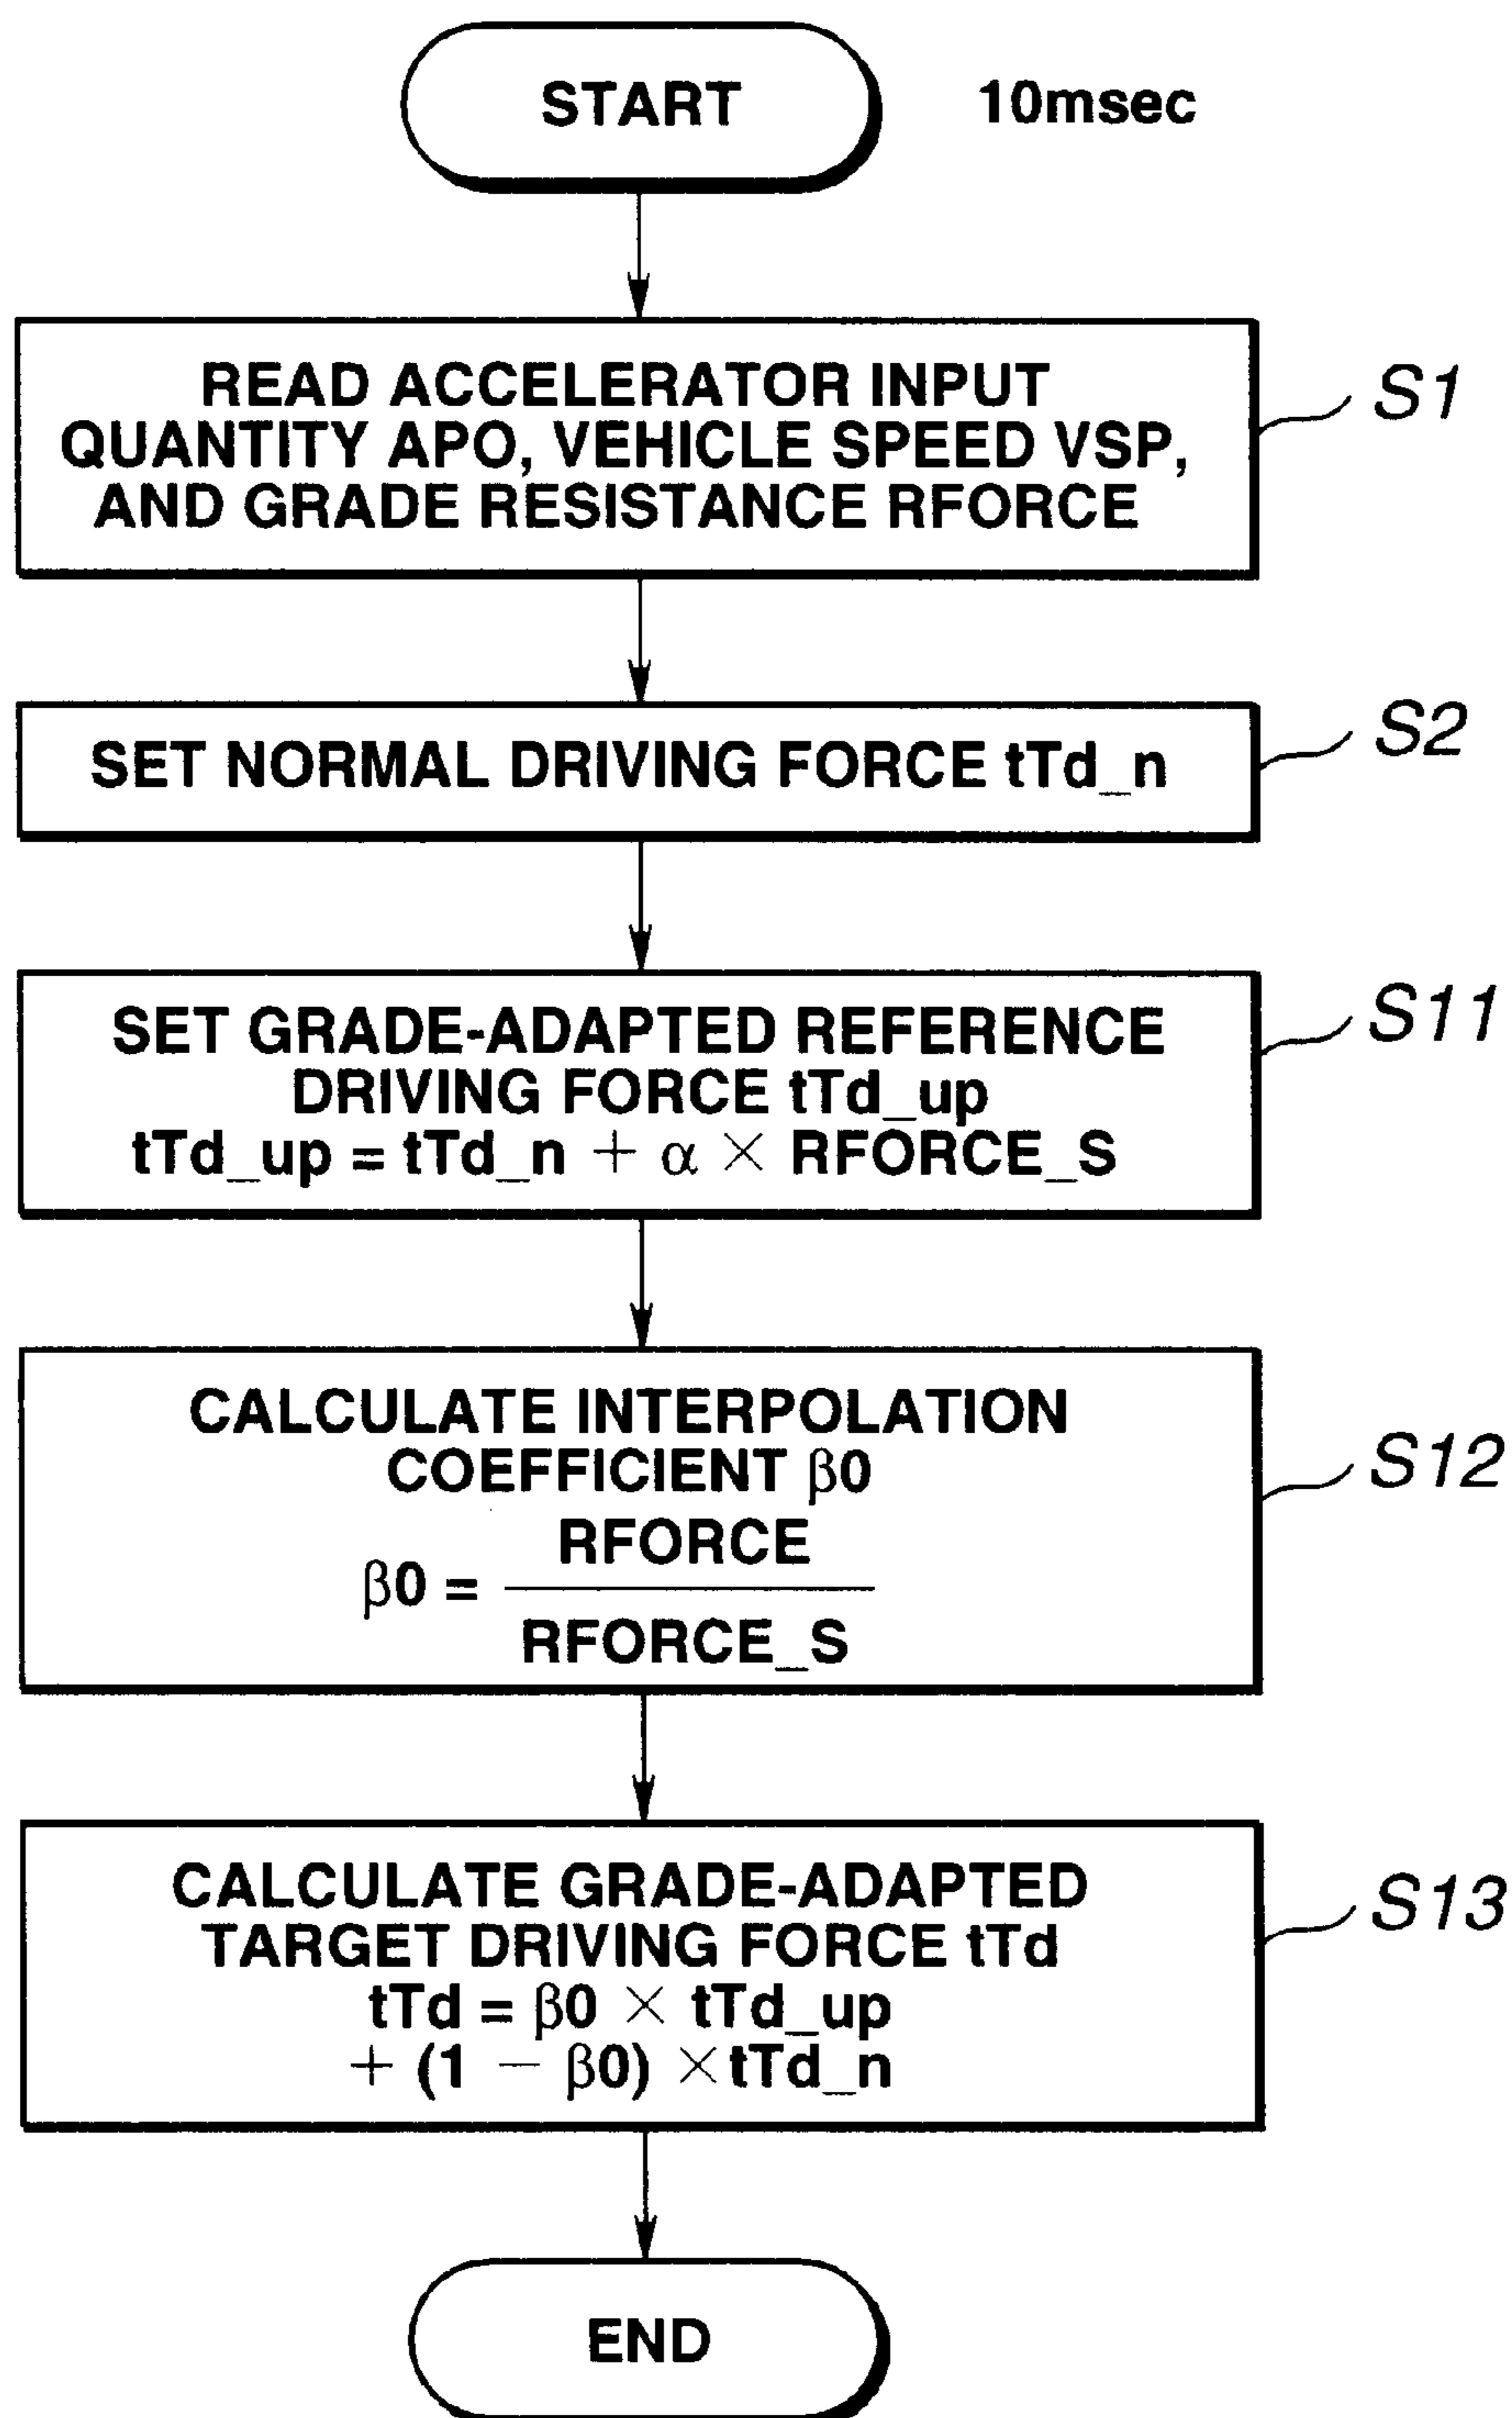 START
10msec
READ ACCELERATOR INPUT
QUANTITY APO, VEHICLE SPEED VSP,
AND GRADE RESISTANCE RFORCE
S1
SET NORMAL DRIVING FORCE tTd_n
S2
SET GRADE-ADAPTED REFERENCE
DRIVING FORCE tTd_up
tTd_up = tTd_n + α × RFORCE_S
S11
CALCULATE INTERPOLATION
COEFFICIENT β0
RFORCE
β0 =
RFORCE_S
S12
CALCULATE GRADE-ADAPTED
TARGET DRIVING FORCE tTd
tTd = β0 × tTd_up
+ (1 − β0) ×tTd_n
S13
END